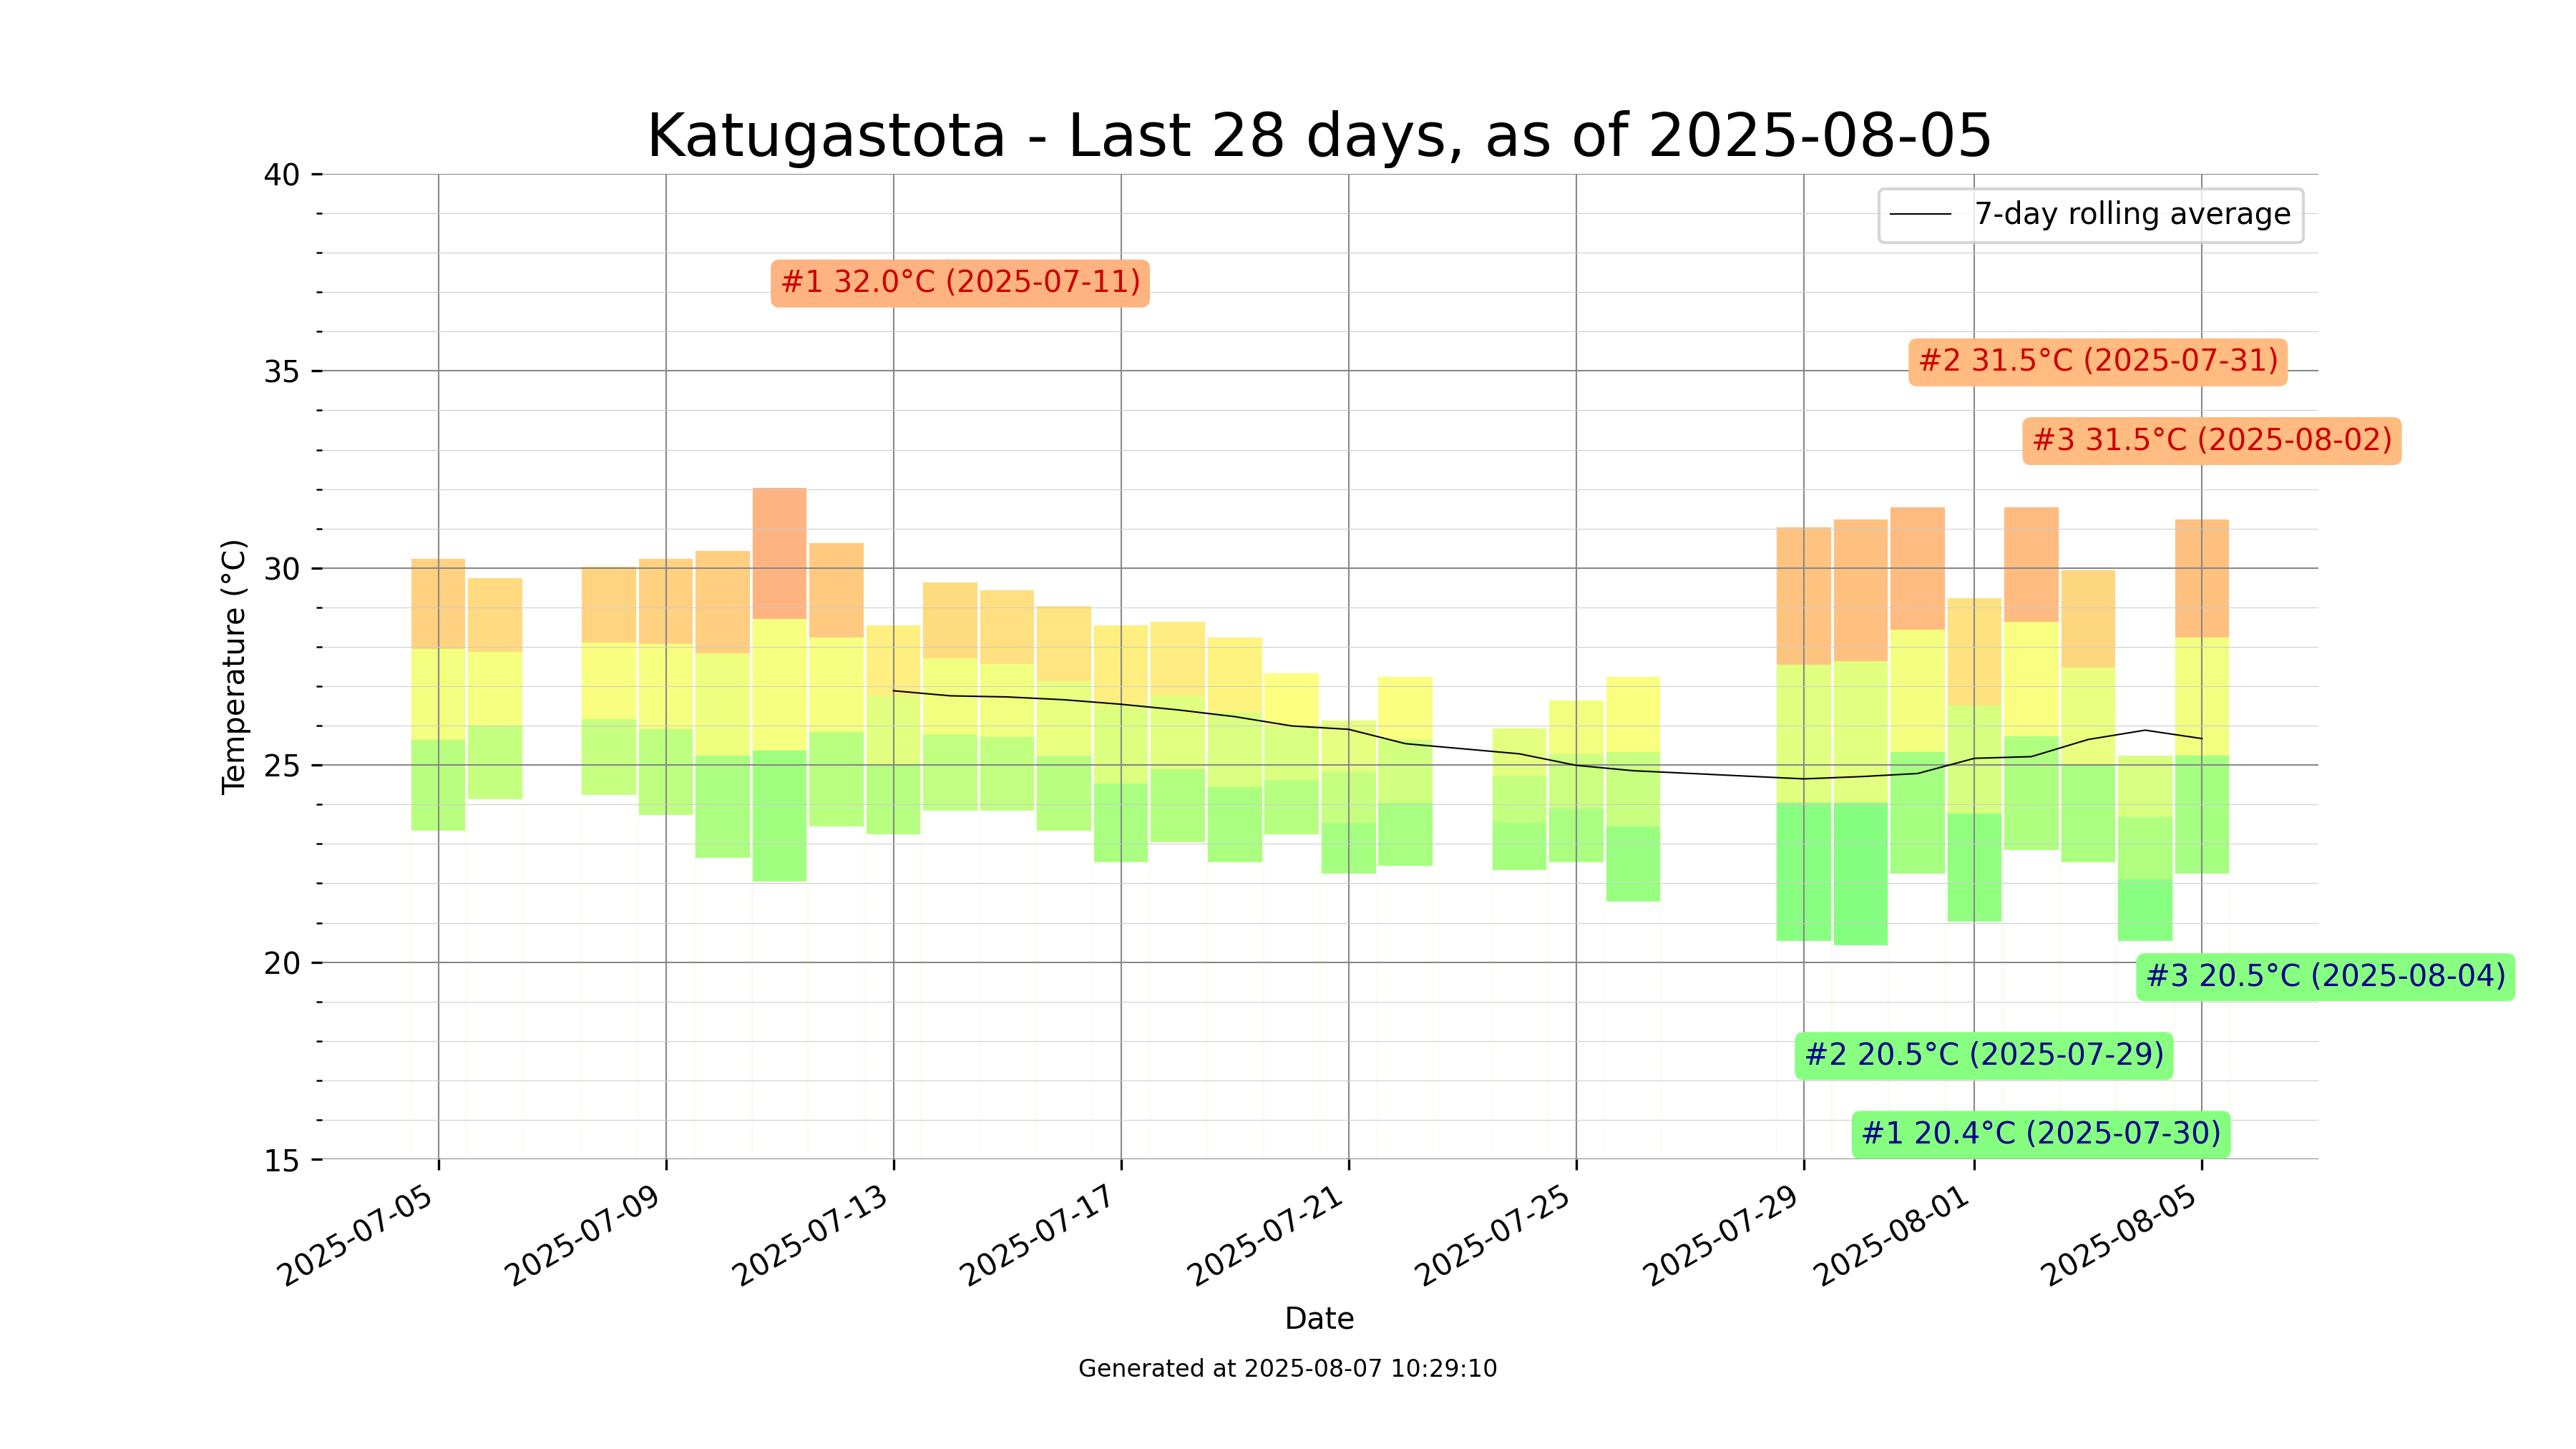 Katugastota - Last 28 days, as of 2025-08-05
40
7-day rolling average
#1 32.0°C (2025-07-11)
35
#2 31.5°C (2025-07-31)
#3 31.5°C (2025-08-02)
30
Temperature (°C)
25
20
#3 20.5°C (2025-08-04)
#2 20.5°C (2025-07-29)
#1 20.4°C (2025-07-30)
15
2025-07-05
2025-07-09
2025-07-13
2025-07-17
2025-07-21
2025-07-25
2025-07-29
2025-08-01
2025-08-05
Date
Generated at 2025-08-07 10:29:10